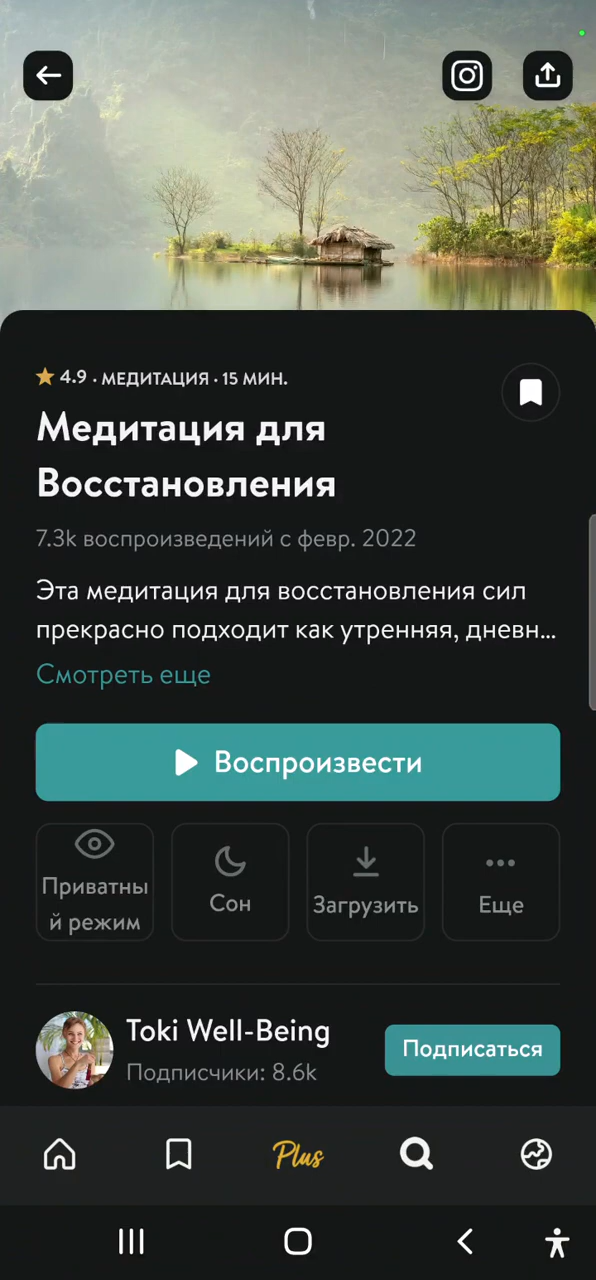 4.9 · МЕДИТАЦИЯ · 15 МИН.
Медитация для
Восстановления
7.3k воспроизведений с февр. 2022
Эта медитация для восстановления сил
прекрасно подходит как утренняя, дневн...
Смотреть еще
Воспроизвести
Приватны
й режим
Сон
Загрузить
Еще
Toki Well-Being
Подписчики: 8.6k
Подписаться
Plus